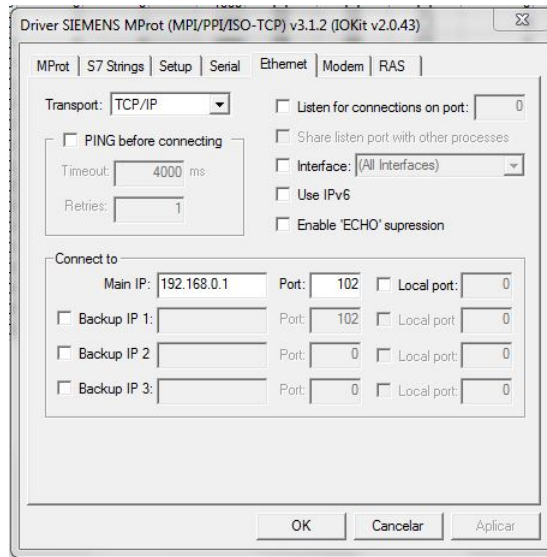 Driver SIEMENS MProt (MPI/PPI/ISO-TCP) v3.1.2 (IOKit v2.0.43)
MProt S7 Strings Setup Serial Ethernet Modem RAS
Transport: TCP/IP
PING before connecting
Timeout: 4000 ms
Retries: 1
Listen for connections on port: 0
Share listen port with other processes
Interface: (All Interfaces)
Use IPv6
Enable 'ECHO' supression
Connect to
Main IP: 192.168.0.1 Port: 102 Local port: 0
Backup IP 1: Port: 102 Local port 0
Backup IP 2 Port: 0 Local port 0
Backup IP 3: Port: 0 Local port: 0
OK Cancelar Aplicar